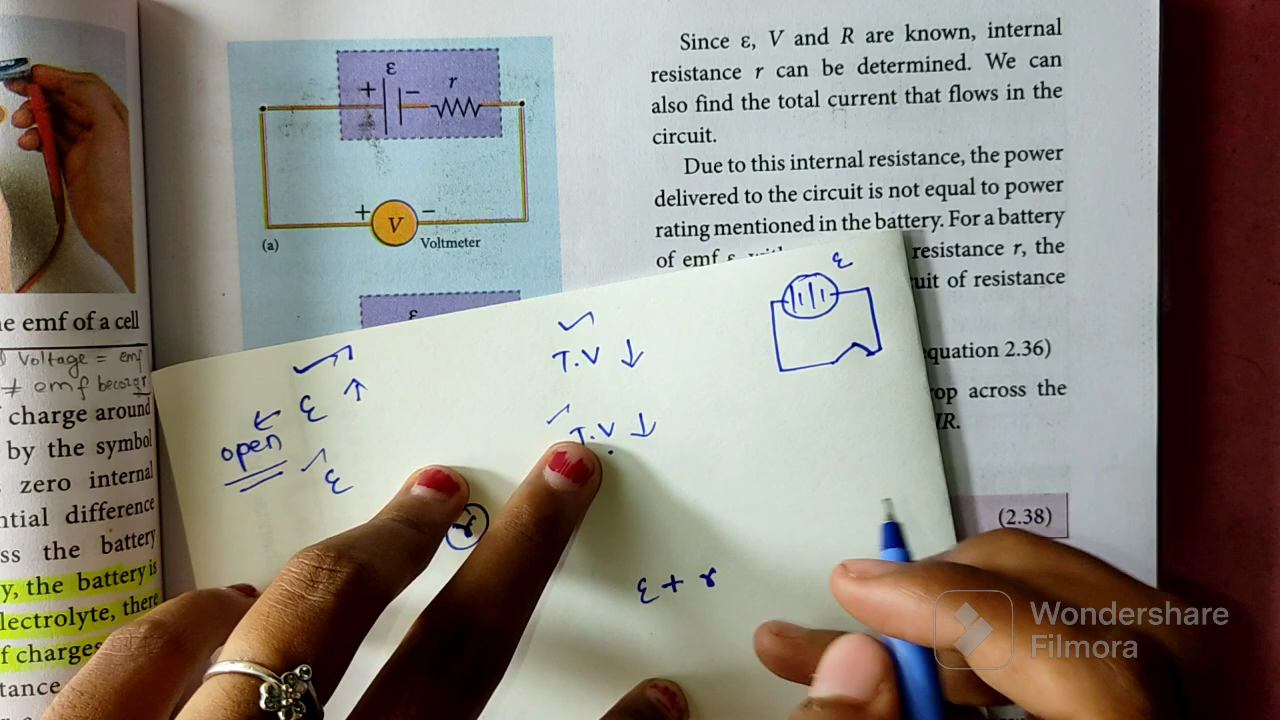 Since ε, V and R are known, internal
resistance r can be determined. We can
also find the total current that flows in the
circuit.
Due to this internal resistance, the power
delivered to the circuit is not equal to power
rating mentioned in the battery. For a battery
of emf ε resistance r, the
uit of resistance
equation 2.36)
op across the
IR.
(2.38)
ε
+ −
r
+ −
V
(a)
Voltmeter
ε
e emf of a cell
Voltage = emf
≠ emf
charge around
by the symbol
zero internal
ntial difference
ss the battery
y, the battery is
lectrolyte, there
f charges
tance
ε ↑
← open
ε
T.V ↓
T.V ↓
r
ε
ε + r
Wondershare
Filmora